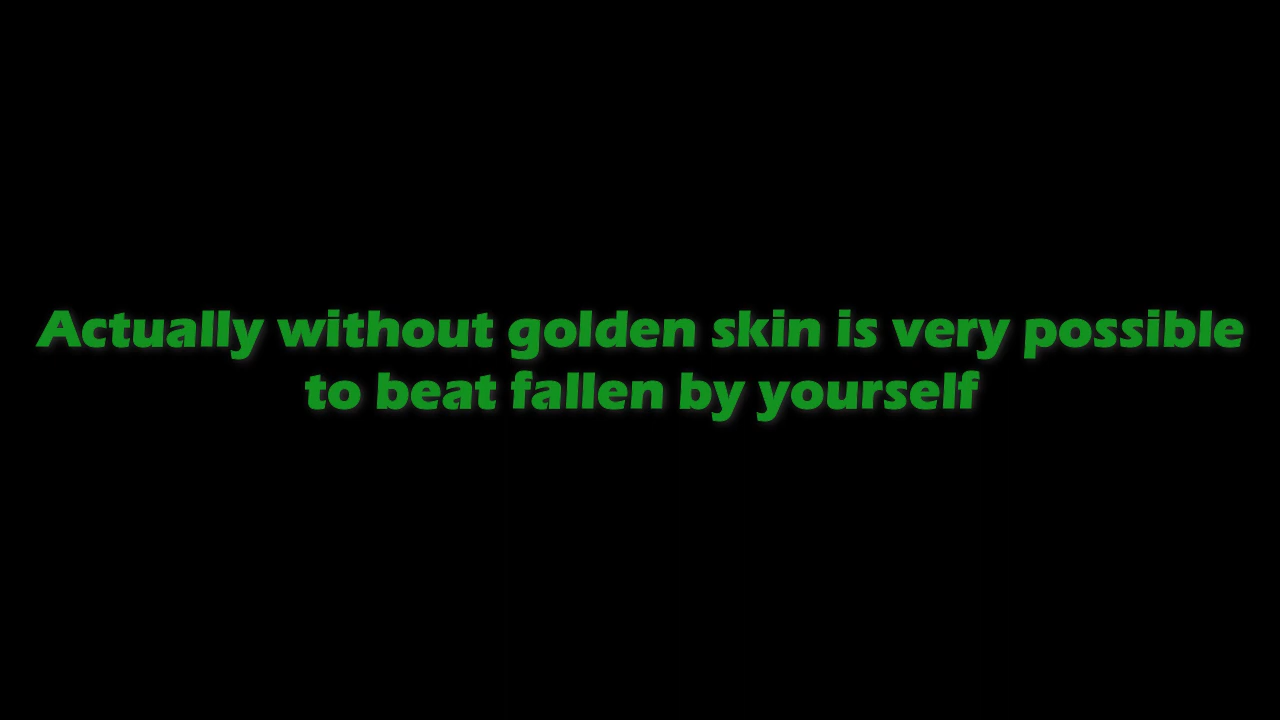 Actually without golden skin is very possible
to beat fallen by yourself